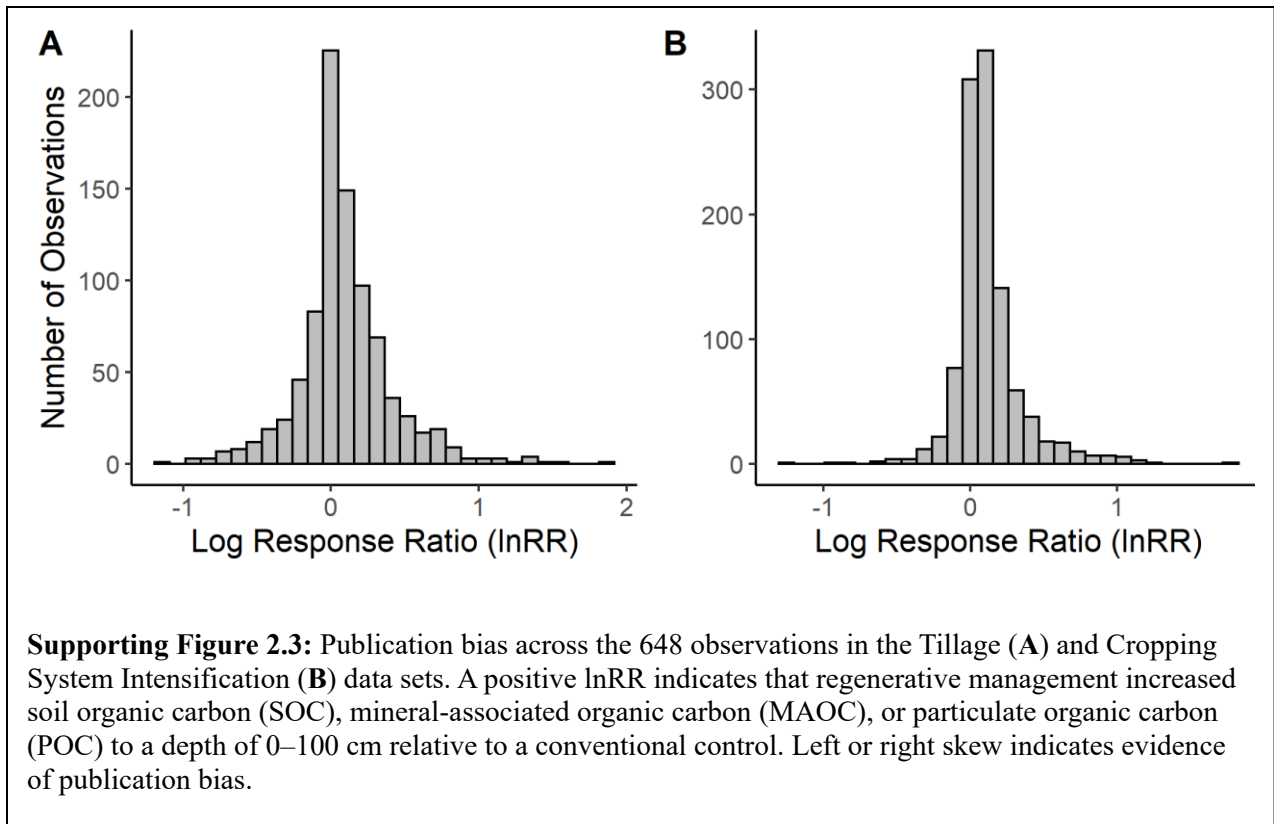 A
B
Number of Observations
200
150
100
50
0
300
200
100
0
-1 0 1 2
-1 0 1
Log Response Ratio (lnRR)
Log Response Ratio (lnRR)
Supporting Figure 2.3: Publication bias across the 648 observations in the Tillage (A) and Cropping
System Intensification (B) data sets. A positive lnRR indicates that regenerative management increased
soil organic carbon (SOC), mineral-associated organic carbon (MAOC), or particulate organic carbon
(POC) to a depth of 0–100 cm relative to a conventional control. Left or right skew indicates evidence
of publication bias.